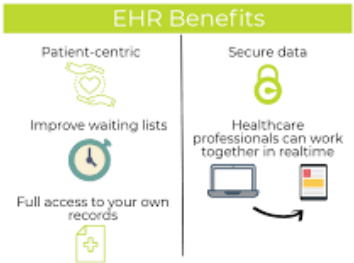 EHR Benefits
Patient-centric
Improve waiting lists
Full access to your own
records
Secure data
Healthcare
professionals can work
together in realtime